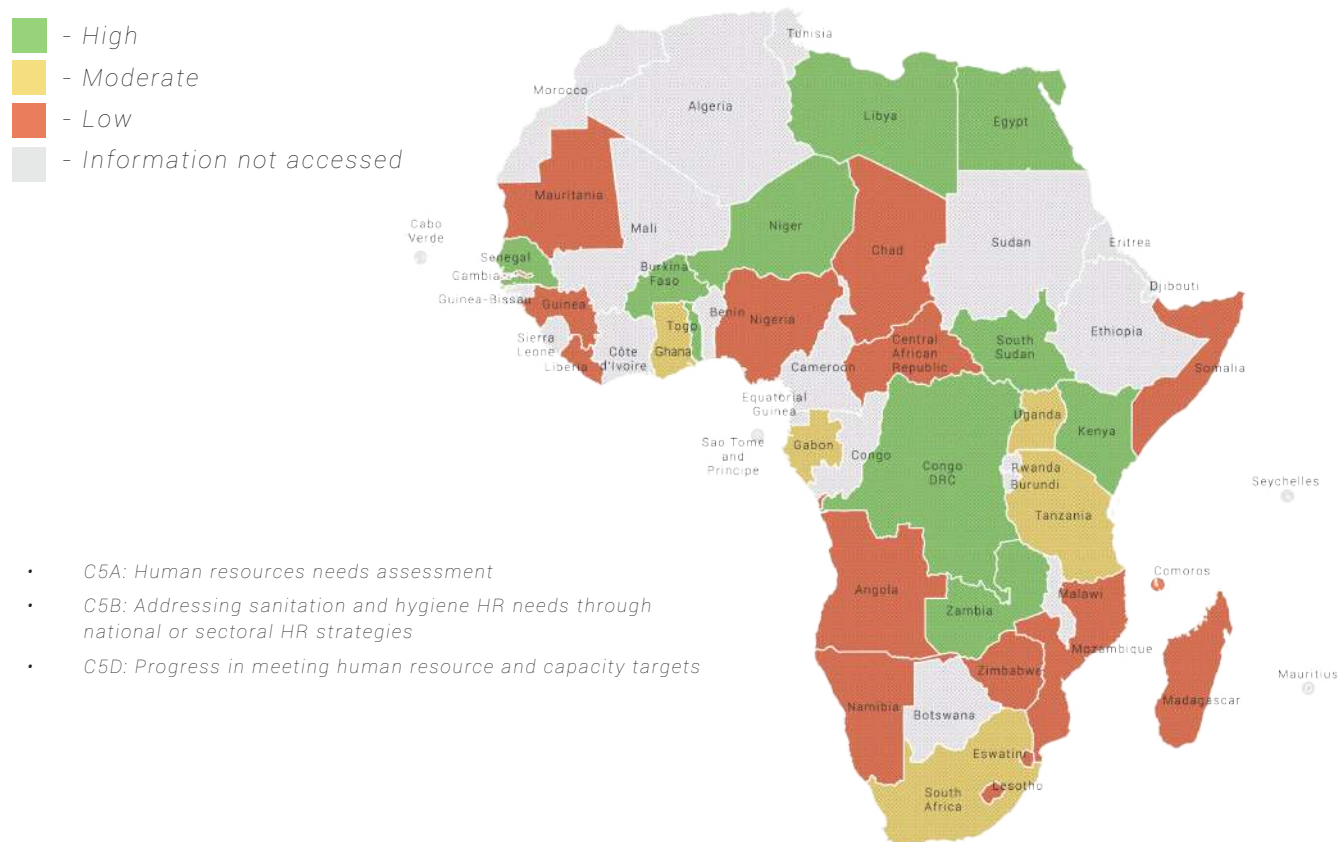 - High
- Moderate
- Low
- Information not accessed
Tunisia
Morocco
Algeria
Libya
Egypt
Mauritania
Mali
Niger
Chad
Sudan
Eritrea
Cabo
Verde
Senegal
Gambia
Guinea-Bissau
Guinea
Burkina
Faso
Djibouti
Sierra
Leone
Liberia
Côte
d'Ivoire
Ghana
Togo
Benin
Nigeria
Cameroon
Central
African
Republic
South
Sudan
Ethiopia
Somalia
Equatorial
Guinea
Sao Tome
and
Principe
Gabon
Congo
Congo
DRC
Uganda
Kenya
Rwanda
Burundi
Tanzania
Seychelles
Comoros
Angola
Zambia
Malawi
Mozambique
Zimbabwe
Madagascar
Mauritius
Namibia
Botswana
Eswatini
South
Africa
Lesotho
• C5A: Human resources needs assessment
• C5B: Addressing sanitation and hygiene HR needs through
national or sectoral HR strategies
• C5D: Progress in meeting human resource and capacity targets